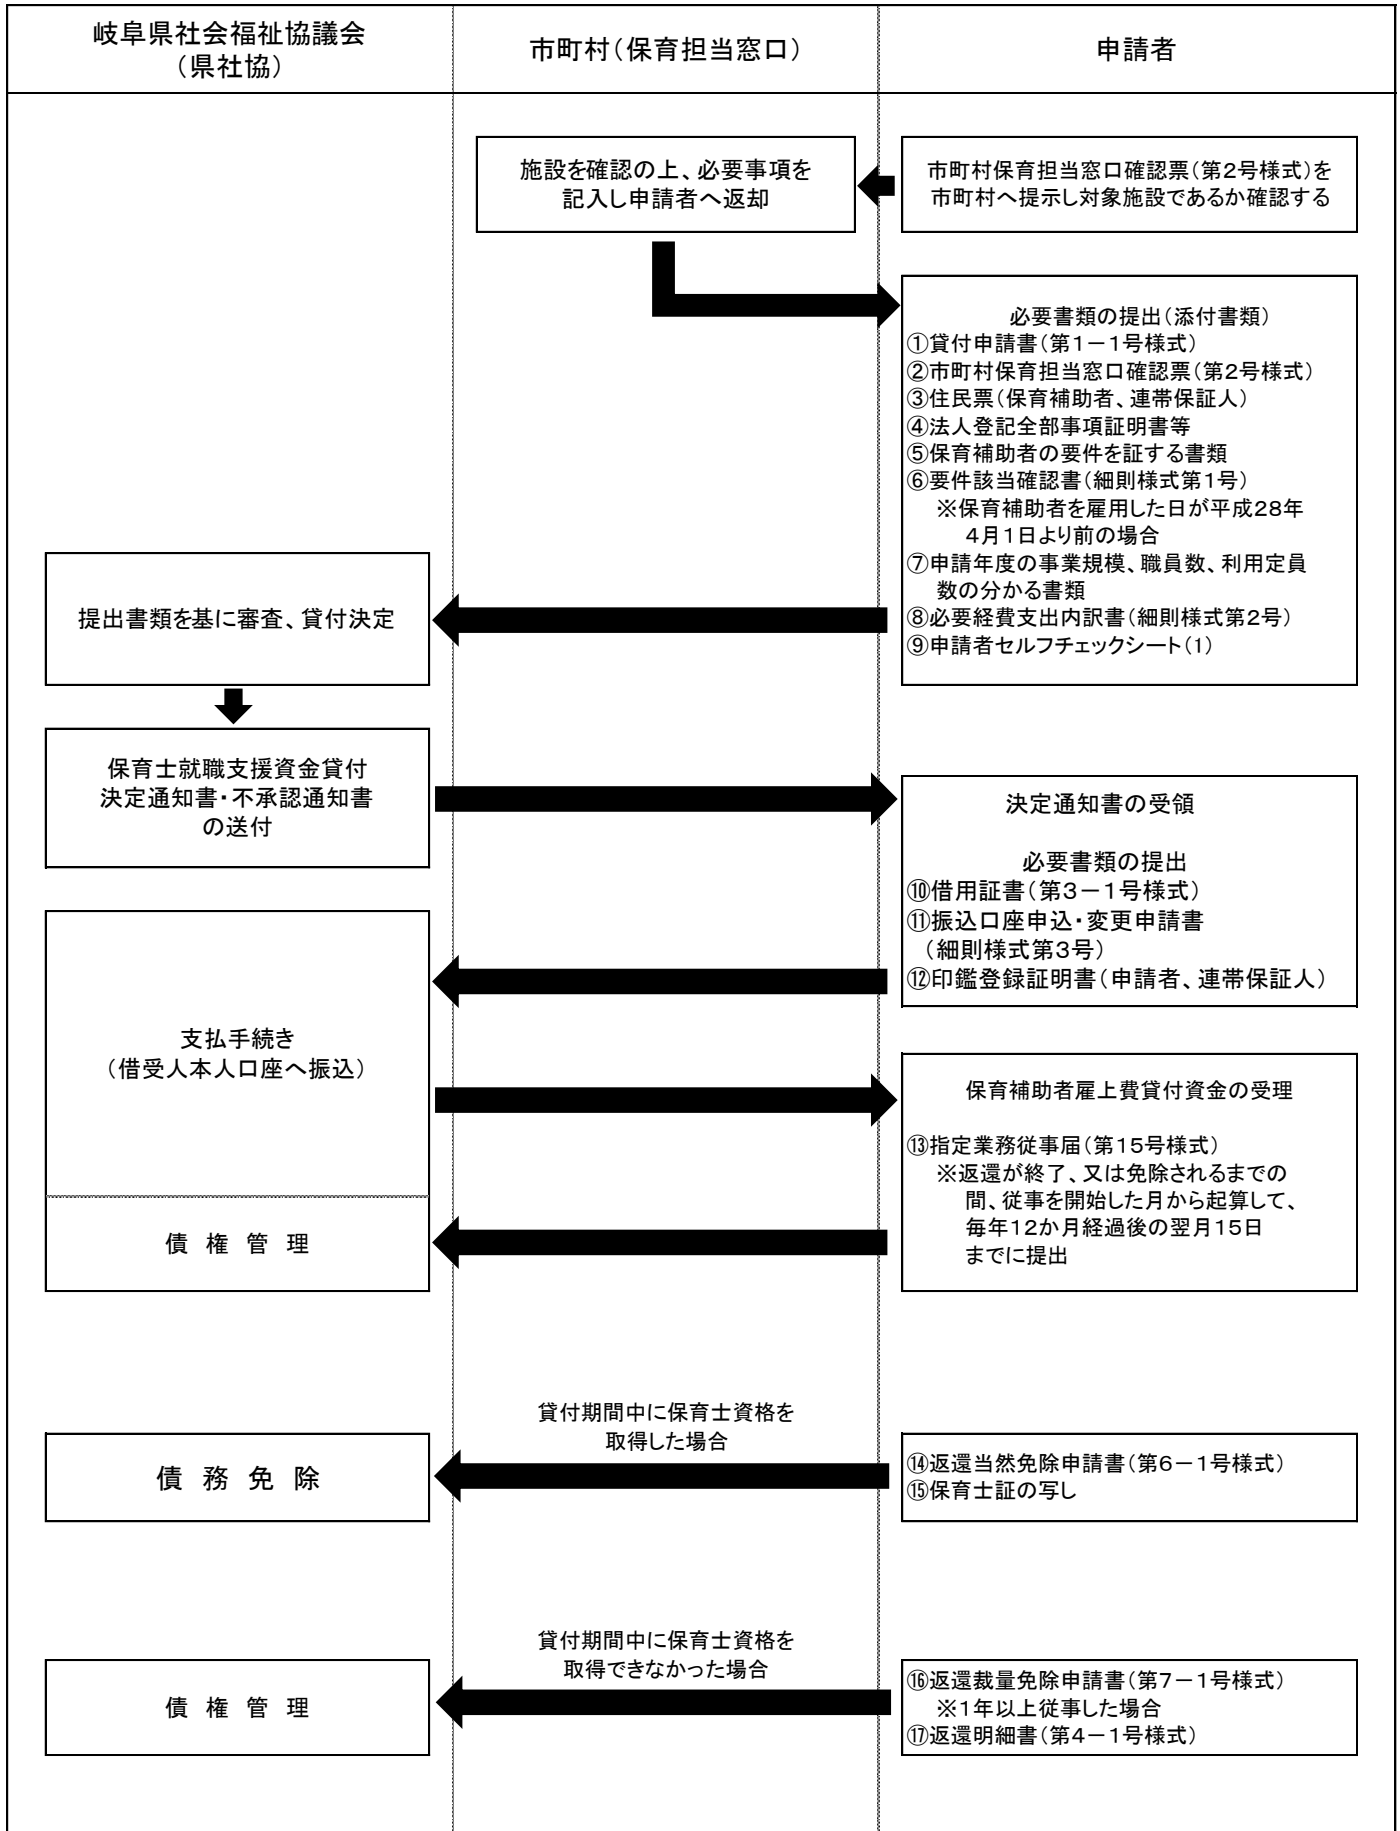 岐阜県社会福祉協議会
（県社協）
市町村（保育担当窓口）
申請者
施設を確認の上、必要事項を
記入し申請者へ返却
市町村保育担当窓口確認票（第２号様式）を
市町村へ提示し対象施設であるか確認する
必要書類の提出（添付書類）
①貸付申請書（第１－１号様式）
②市町村保育担当窓口確認票（第２号様式）
③住民票（保育補助者、連帯保証人）
④法人登記全部事項証明書等
⑤保育補助者の要件を証する書類
⑥要件該当確認書（細則様式第１号）
※保育補助者を雇用した日が平成２８年
４月１日より前の場合
⑦申請年度の事業規模、職員数、利用定員
数の分かる書類
⑧必要経費支出内訳書（細則様式第２号）
⑨申請者セルフチェックシート（1）
提出書類を基に審査、貸付決定
保育士就職支援資金貸付
決定通知書・不承認通知書
の送付
決定通知書の受領
必要書類の提出
⑩借用証書（第３－１号様式）
⑪振込口座申込・変更申請書
（細則様式第３号）
⑫印鑑登録証明書（申請者、連帯保証人）
支払手続き
（借受人本人口座へ振込）
保育補助者雇上費貸付資金の受理
⑬指定業務従事届（第１５号様式）
※返還が終了、又は免除されるまでの
間、従事を開始した月から起算して、
毎年１２か月経過後の翌月１５日
までに提出
債　権　管　理
貸付期間中に保育士資格を
取得した場合
債　務　免　除
⑭返還当然免除申請書（第６－１号様式）
⑮保育士証の写し
貸付期間中に保育士資格を
取得できなかった場合
債　権　管　理
⑯返還裁量免除申請書（第７－１号様式）
※１年以上従事した場合
⑰返還明細書（第４－１号様式）